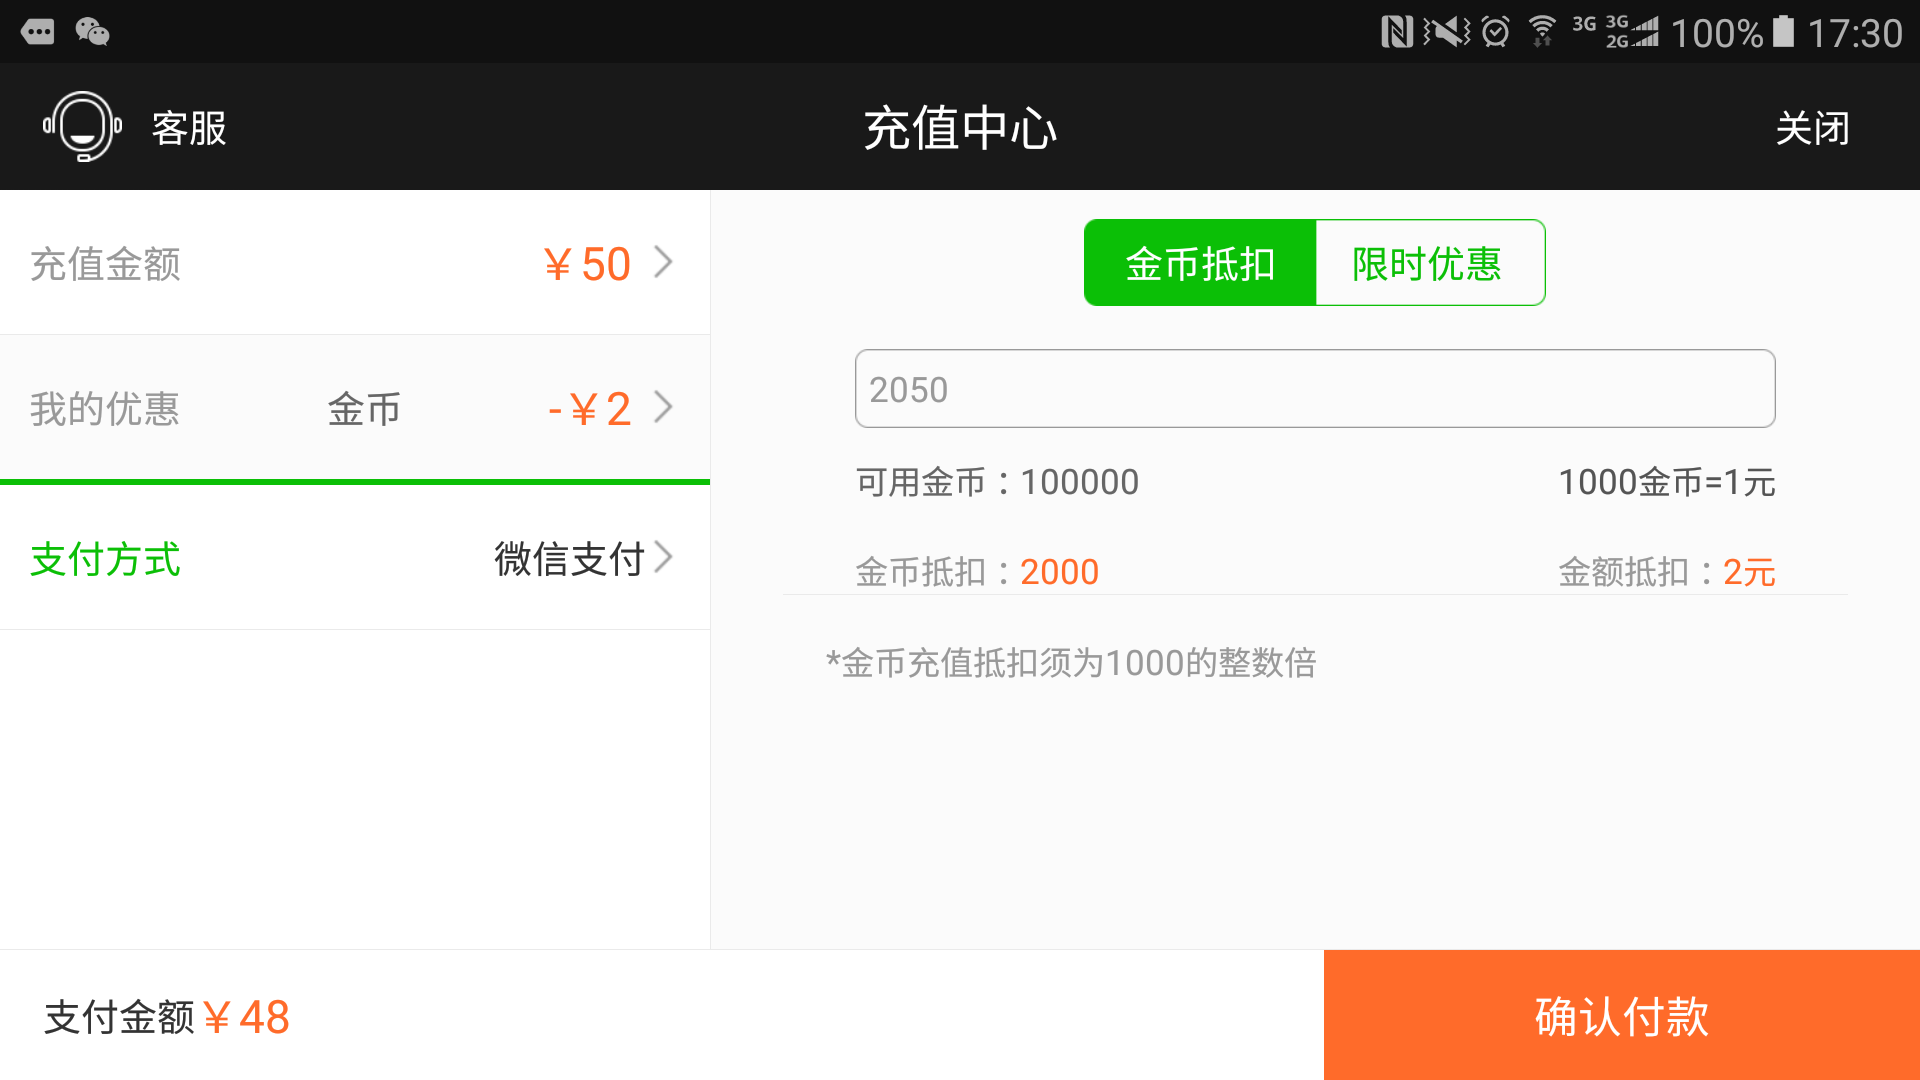 3G 3G 2G 100% 17:30
客服 充值中心 关闭
充值金额 ￥50
我的优惠 金币 -￥2
支付方式 微信支付
金币抵扣 限时优惠
2050
可用金币：100000 1000金币=1元
金币抵扣：2000 金额抵扣：2元
*金币充值抵扣须为1000的整数倍
支付金额￥48 确认付款